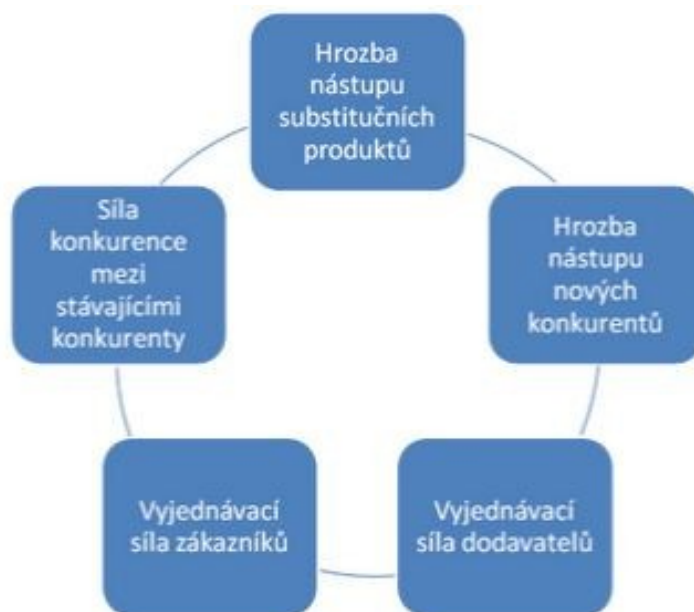 Hrozba
nástupu
substitučních
produktů
Síla
konkurence
mezi
stávajícími
konkurenty
Hrozba
nástupu
nových
konkurentů
Vyjednávací
síla zákazníků
Vyjednávací
síla dodavatelů